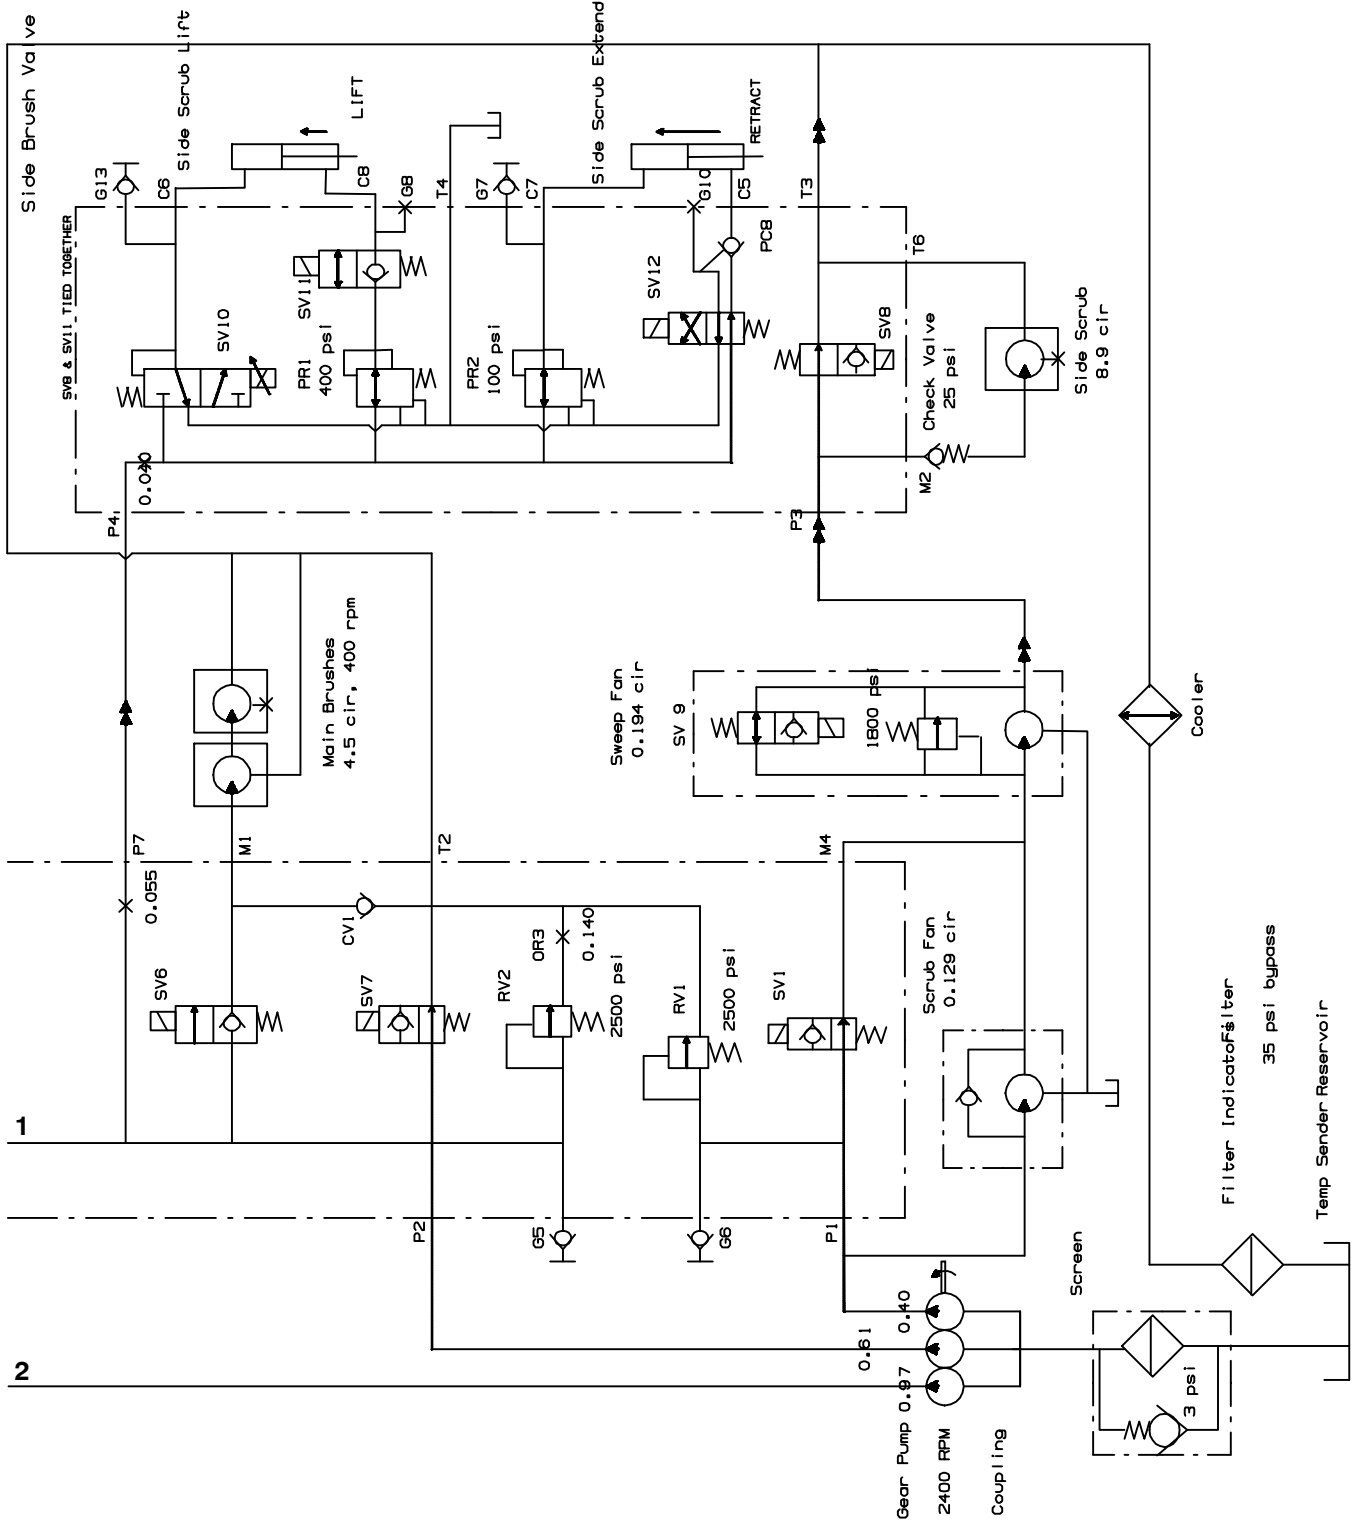 Side Brush Valve
Side Scrub Lift
Side Scrub Extend
SV8 & SV11 TIED TOGETHER
G13
C6
LIFT
C8
G8
T4
G7
C7
RETRACT
G10
C5
T3
T6
SV10
SV11
PR1
400 psi
PR2
100 psi
SV12
PC8
SV8
Check Valve
25 psi
M2
Side Scrub
8.9 cir
0.040
P4
P3
Main Brushes
4.5 cir, 400 rpm
Sweep Fan
0.194 cir
SV 9
1800 psi
Cooler
P7
M1
T2
M4
0.055
CV1
OR3
0.140
SV6
SV7
RV2
2500 psi
RV1
2500 psi
SV1
Scrub Fan
0.129 cir
1
P2
G5
G6
P1
Screen
Filter Indicator
Filter
35 psi bypass
Temp Sender Reservoir
2
0.61
0.40
Gear Pump 0.97
2400 RPM
Coupling
3 psi